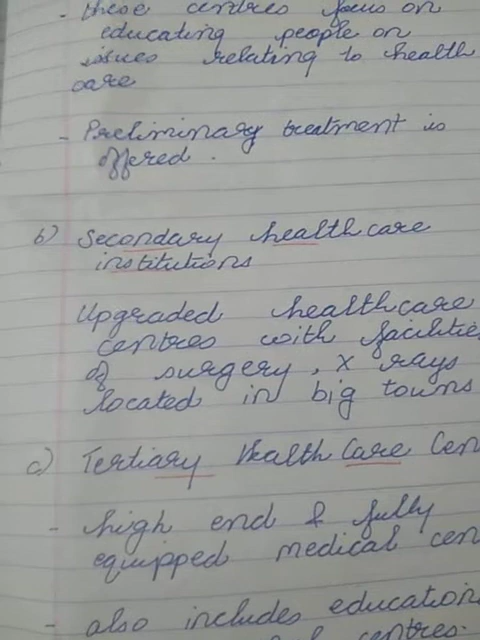 - These centres focus on
educating people on
issues relating to health
care
- Preliminary treatment is
offered.
b) Secondary healthcare
institutions
Upgraded healthcare
centres with facilitie
of surgery, X rays
located in big towns
c) Tertiary Health Care Cen
- high end & fully
equipped medical cen
- also includes education
centres.